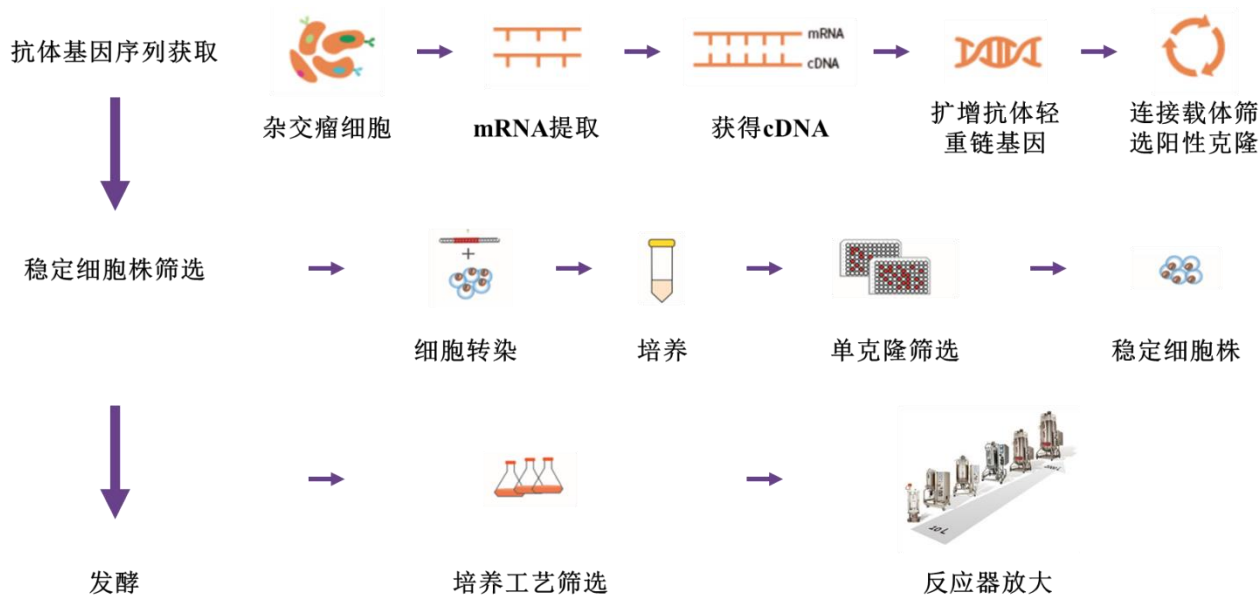 抗体基因序列获取
mRNA
cDNA
杂交瘤细胞
mRNA提取
获得cDNA
扩增抗体轻
重链基因
连接载体筛
选阳性克隆
稳定细胞株筛选
+
细胞转染
培养
单克隆筛选
稳定细胞株
发酵
培养工艺筛选
反应器放大